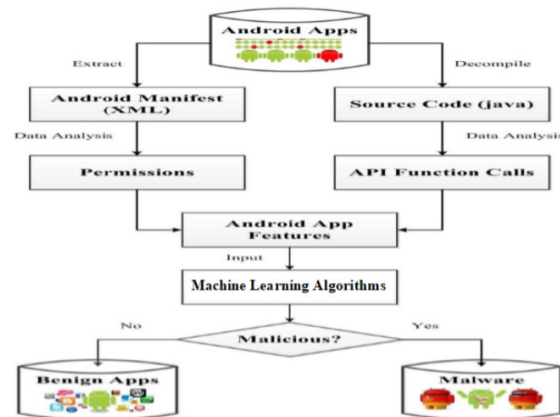 Android Apps
Extract
Decompile
Android Manifest
(XML)
Source Code (java)
Data Analysis
Data Analysis
Permissions
API Function Calls
Android App
Features
Input
Machine Learning Algorithms
No
Malicious?
Yes
Benign Apps
Malware